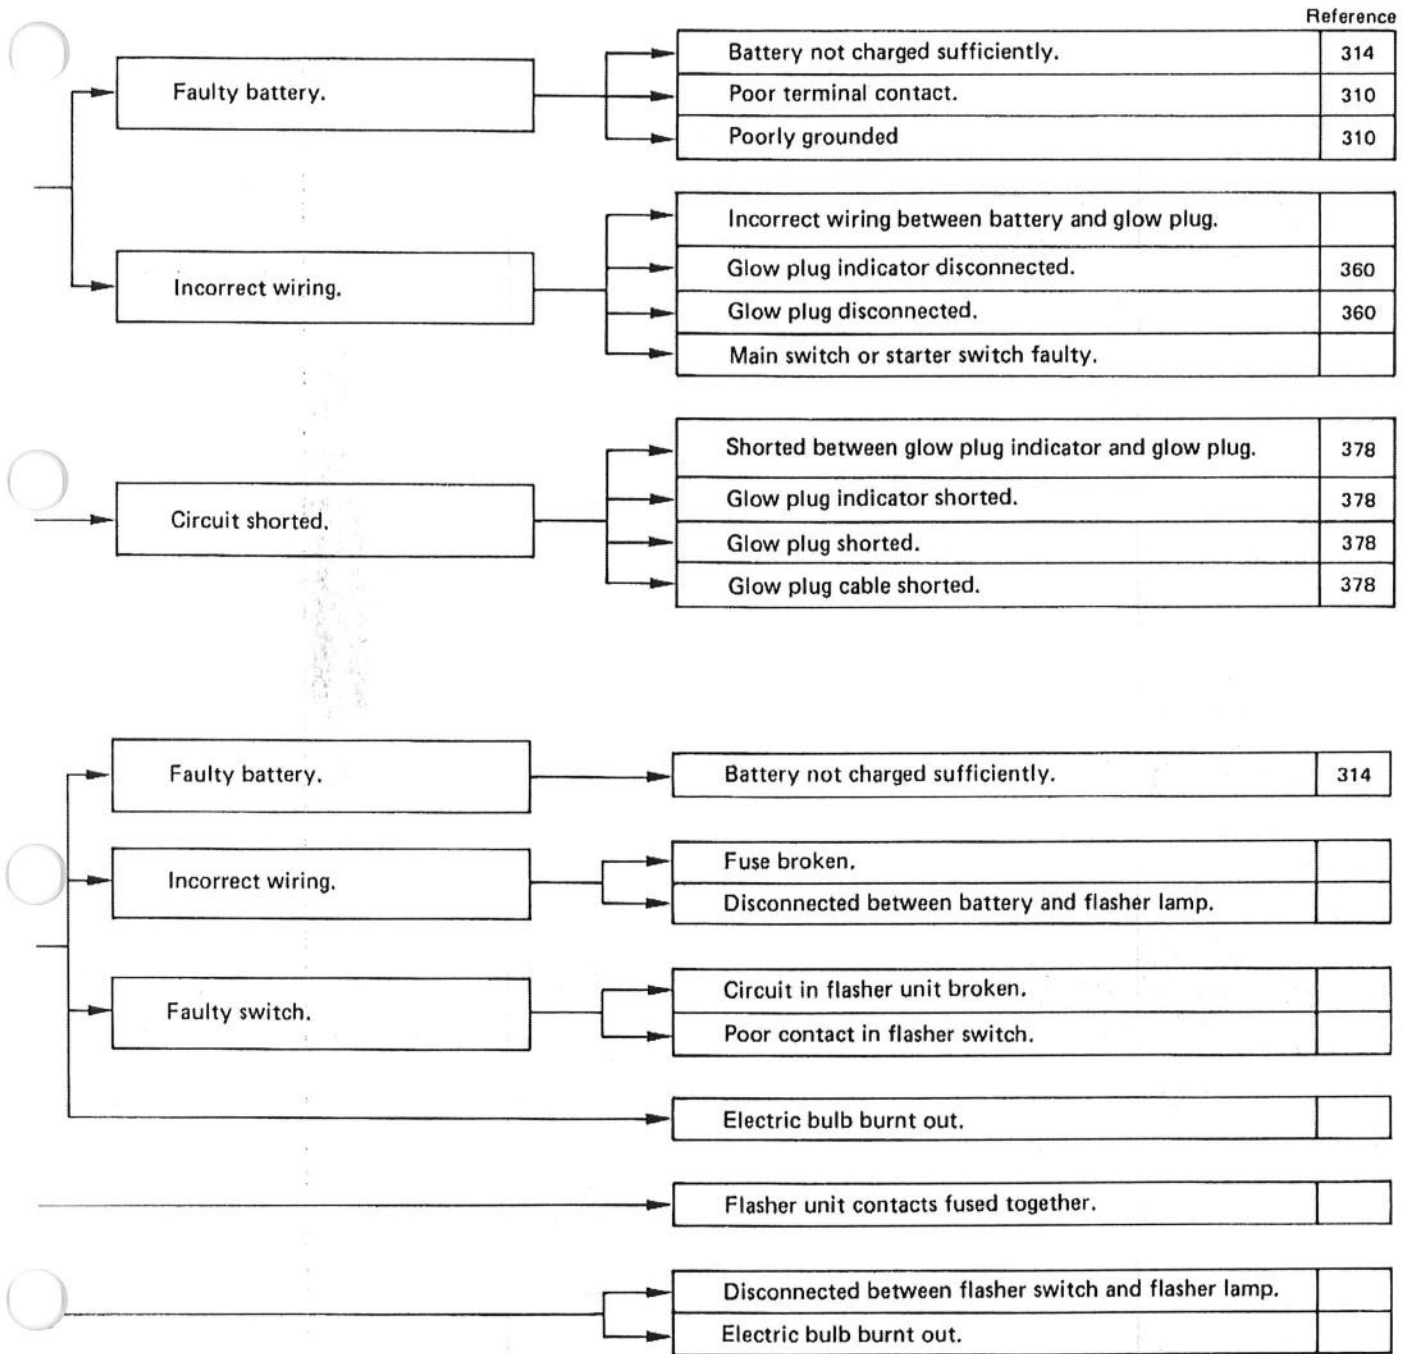 Reference
Faulty battery.
Battery not charged sufficiently. 314
Poor terminal contact. 310
Poorly grounded 310
Incorrect wiring.
Incorrect wiring between battery and glow plug.
Glow plug indicator disconnected. 360
Glow plug disconnected. 360
Main switch or starter switch faulty.
Circuit shorted.
Shorted between glow plug indicator and glow plug. 378
Glow plug indicator shorted. 378
Glow plug shorted. 378
Glow plug cable shorted. 378
Faulty battery.
Battery not charged sufficiently. 314
Incorrect wiring.
Fuse broken.
Disconnected between battery and flasher lamp.
Faulty switch.
Circuit in flasher unit broken.
Poor contact in flasher switch.
Electric bulb burnt out.
Flasher unit contacts fused together.
Disconnected between flasher switch and flasher lamp.
Electric bulb burnt out.